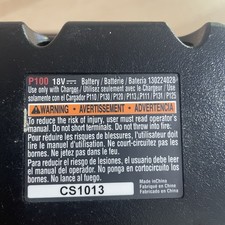 P100 18V Battery / Batterie / Bateria 130224028
Use only with Charger / Utilisez seulement avec le Chargeur / Use
solamente con el Cargador P110 / P130 / P120 / P113 / P111 / P131 / P125
WARNING • AVERTISSEMENT • ADVERTENCIA
To reduce the risk of injury, user must read operator's
manual. Do not short terminals. Do not throw into fire.
Pour réduire les risques de blessures, l'utilisateur doit
lire le manuel d'utilisation. Ne court-circuitez pas les
bornes. Ne pas jeter dans le feu.
Para reducir el riesgo de lesiones, el usuario debe leer
el manual del operador. No ponga en cortocircuito los
bornes. No lance al fuego.
CS1013
Made in China
Fabriqué en China
Fabricado en China